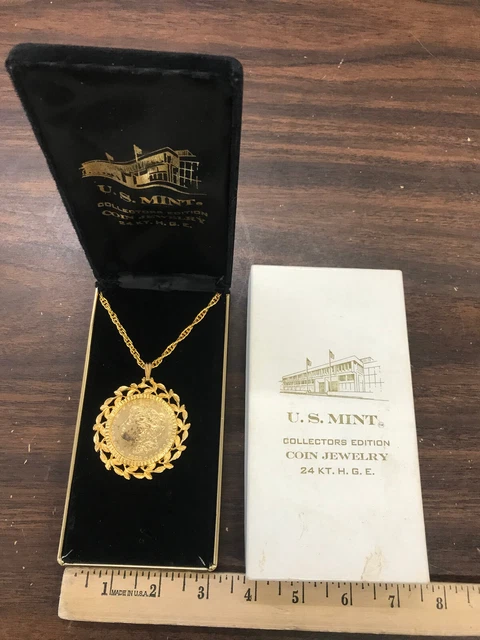 U.S. MINT
COLLECTORS EDITION
COIN JEWELRY
24 KT. H.G.E.
U.S. MINT
COLLECTORS EDITION
COIN JEWELRY
24 KT. H. G. E.
1 2 3 4 5 6 7 8
MADE IN U.S.A.